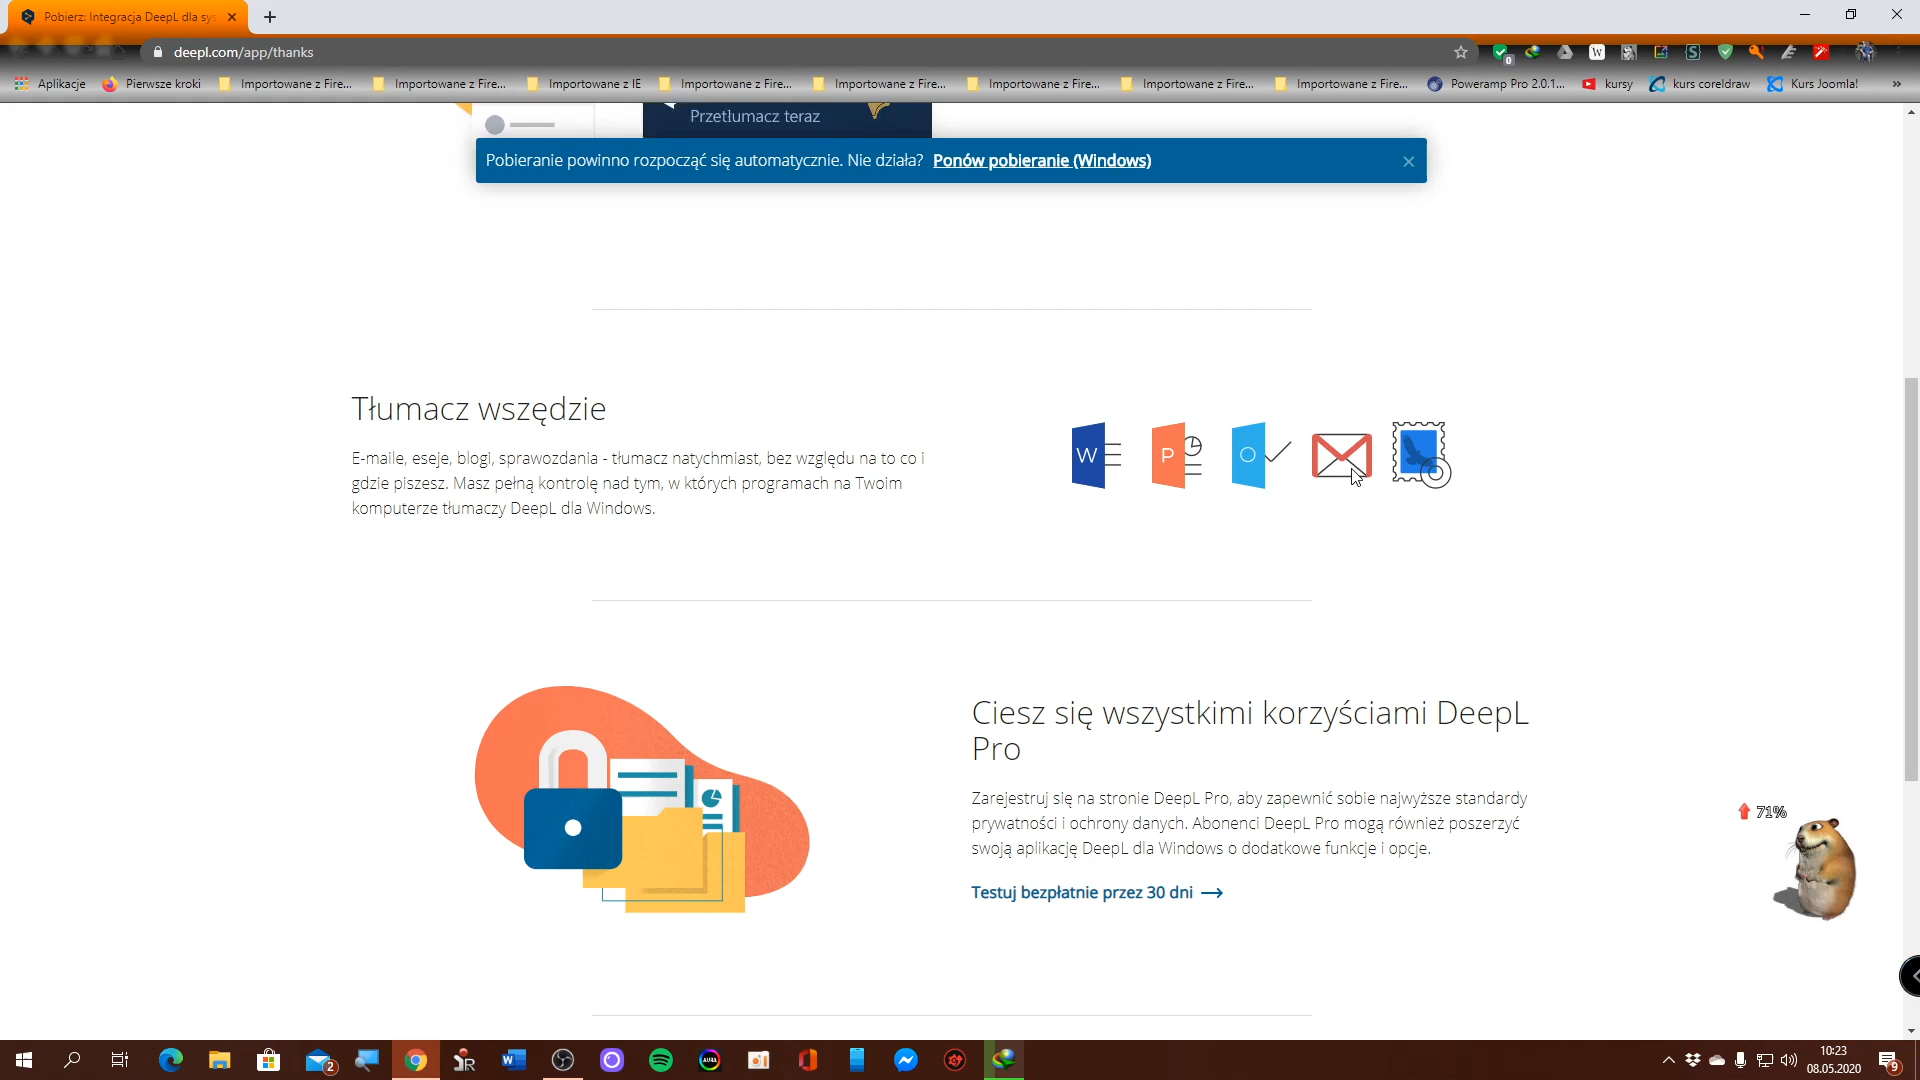 Pobierz: Integracja DeepL dla sys
deepl.com/app/thanks
Aplikacje
Pierwsze kroki
Importowane z Fire...
Importowane z Fire...
Importowane z IE
Importowane z Fire...
Importowane z Fire...
Importowane z Fire...
Importowane z Fire...
Importowane z Fire...
Poweramp Pro 2.0.1...
kursy
kurs coreldraw
Kurs Joomla!
»
Przetłumacz teraz
Pobieranie powinno rozpocząć się automatycznie. Nie działa? Ponów pobieranie (Windows)
Tłumacz wszędzie
E-maile, eseje, blogi, sprawozdania - tłumacz natychmiast, bez względu na to co i
gdzie piszesz. Masz pełną kontrolę nad tym, w których programach na Twoim
komputerze tłumaczy DeepL dla Windows.
W
P
O
Ciesz się wszystkimi korzyściami DeepL
Pro
Zarejestruj się na stronie DeepL Pro, aby zapewnić sobie najwyższe standardy
prywatności i ochrony danych. Abonenci DeepL Pro mogą również poszerzyć
swoją aplikację DeepL dla Windows o dodatkowe funkcje i opcje.
Testuj bezpłatnie przez 30 dni →
71%
2
10:23
08.05.2020
9